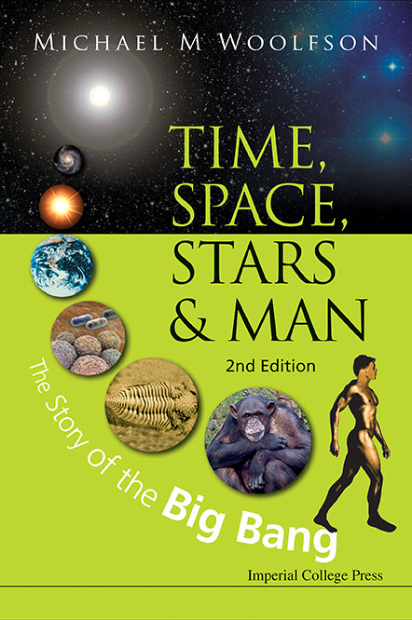 MICHAEL M WOOLFSON
TIME,
SPACE,
STARS
& MAN
2nd Edition
The Story of the Big Bang
Imperial College Press